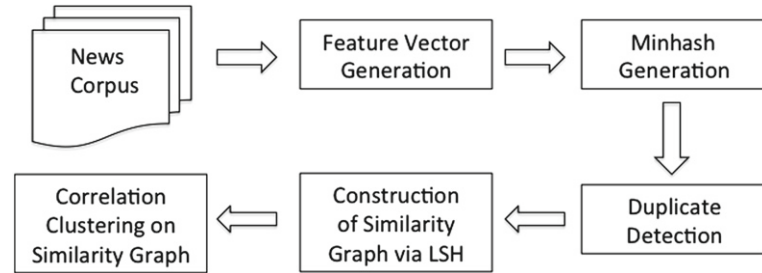 News
Corpus
Feature Vector
Generation
Minhash
Generation
Duplicate
Detection
Construction
of Similarity
Graph via LSH
Correlation
Clustering on
Similarity Graph